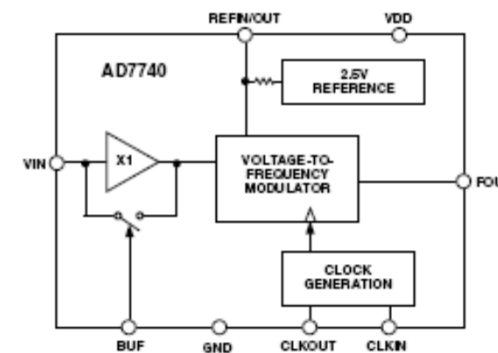 REFIN/OUT
VDD
AD7740
2.5V
REFERENCE
VIN
X1
VOLTAGE-TO-
FREQUENCY
MODULATOR
FOU
CLOCK
GENERATION
BUF
GND
CLKOUT
CLKIN